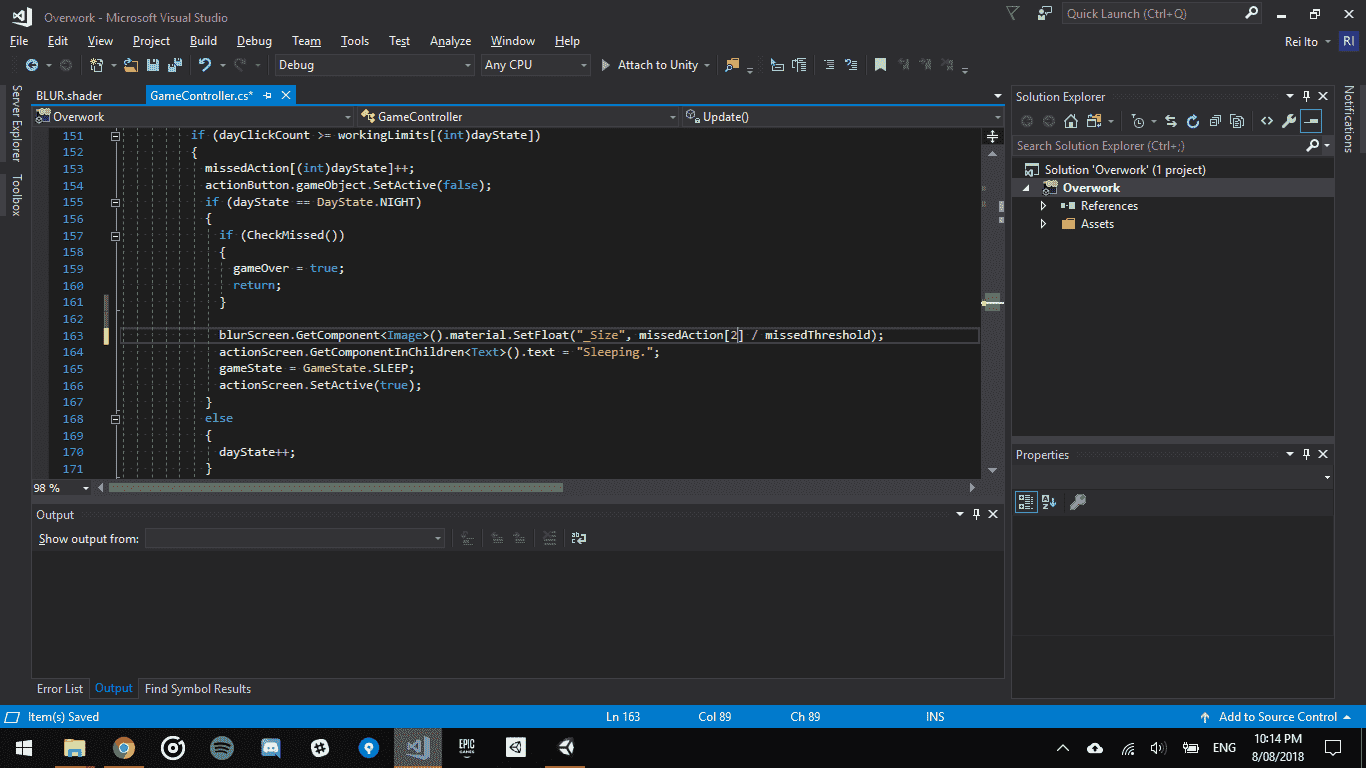 Overwork - Microsoft Visual Studio
Quick Launch (Ctrl+Q)
File Edit View Project Build Debug Team Tools Test Analyze Window Help
Rei Ito RI
Debug Any CPU Attach to Unity
Server Explorer
Toolbox
BLUR.shader GameController.cs*
Overwork GameController Update()
151 if (dayClickCount >= workingLimits[(int)dayState])
152 {
153 missedAction[(int)dayState]++;
154 actionButton.gameObject.SetActive(false);
155 if (dayState == DayState.NIGHT)
156 {
157 if (CheckMissed())
158 {
159 gameOver = true;
160 return;
161 }
162
163 blurScreen.GetComponent<Image>().material.SetFloat("_Size", missedAction[2] / missedThreshold);
164 actionScreen.GetComponentInChildren<Text>().text = "Sleeping.";
165 gameState = GameState.SLEEP;
166 actionScreen.SetActive(true);
167 }
168 else
169 {
170 dayState++;
171 }
98 %
Output
Show output from:
Error List Output Find Symbol Results
Solution Explorer
Search Solution Explorer (Ctrl+;)
Solution 'Overwork' (1 project)
Overwork
References
Assets
Properties
Notifications
Item(s) Saved Ln 163 Col 89 Ch 89 INS Add to Source Control
EPIC
GAMES
ENG
10:14 PM
8/08/2018